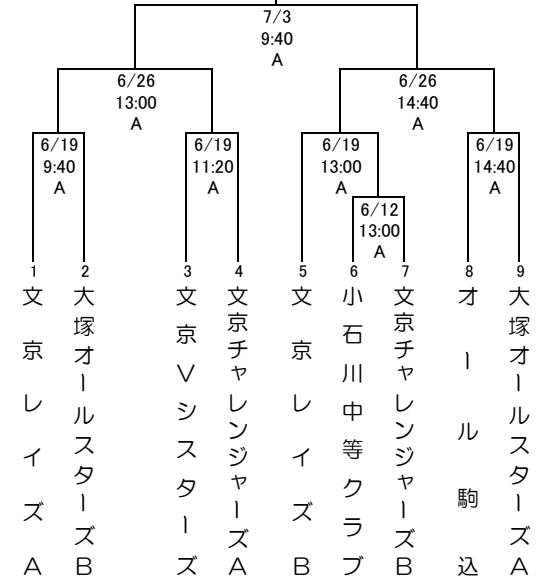 7/3
9:40
A
6/26
13:00
A
6/26
14:40
A
6/19
9:40
A
6/19
11:20
A
6/19
13:00
A
6/19
14:40
A
6/12
13:00
A
1
2
3
4
5
6
7
8
9
文京レイズA
大塚オールスターズB
文京Vシスターズ
文京チャレンジャーズA
文京レイズB
小石川中等クラブ
文京チャレンジャーズB
オール駒込
大塚オールスターズA